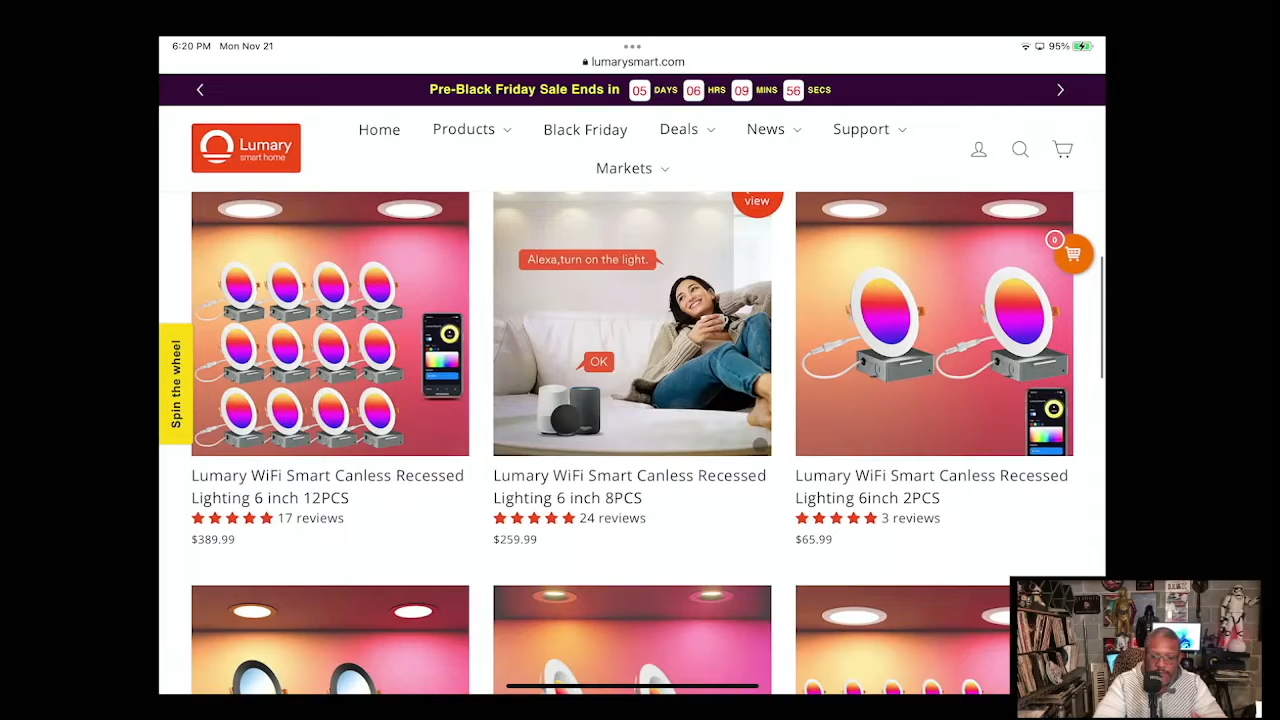 6:20 PM Mon Nov 21
95%
lumarysmart.com
Pre-Black Friday Sale Ends in 05 DAYS 06 HRS 09 MINS 56 SECS
Lumary
smart home
Home Products Black Friday Deals News Support
Markets
view
0
Alexa,turn on the light.
OK
Spin the wheel
Lumary WiFi Smart Canless Recessed
Lighting 6 inch 12PCS
17 reviews
$389.99
Lumary WiFi Smart Canless Recessed
Lighting 6 inch 8PCS
24 reviews
$259.99
Lumary WiFi Smart Canless Recessed
Lighting 6inch 2PCS
3 reviews
$65.99